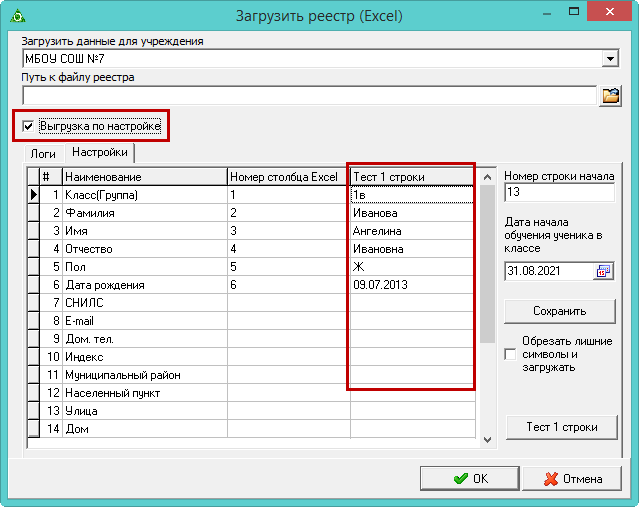 Загрузить реестр (Excel)
Загрузить данные для учреждения
МБОУ СОШ №7
Путь к файлу реестра
Выгрузка по настройке
Логи Настройки
# Наименование Номер столбца Excel Тест 1 строки
1 Класс(Группа) 1 1в
2 Фамилия 2 Иванова
3 Имя 3 Ангелина
4 Отчество 4 Ивановна
5 Пол 5 Ж
6 Дата рождения 6 09.07.2013
7 СНИЛС
8 E-mail
9 Дом. тел.
10 Индекс
11 Муниципальный район
12 Населенный пункт
13 Улица
14 Дом
Номер строки начала
13
Дата начала
обучения ученика в
классе
31.08.2021
Сохранить
Обрезать лишние
символы и
загружать
Тест 1 строки
OK Отмена